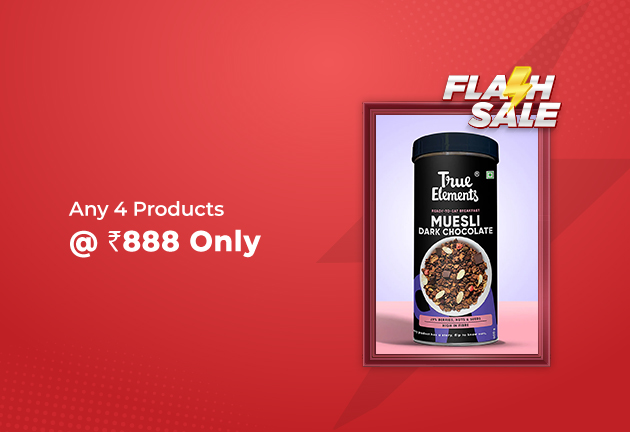 FLASH
SALE
Any 4 Products
@ ₹888 Only
True
Elements®
READY-TO-EAT BREAKFAST
MUESLI
DARK CHOCOLATE
HIGH IN FIBRE